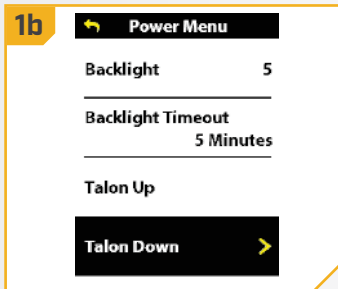 1b
Power Menu
Backlight 5
Backlight Timeout
5 Minutes
Talon Up
Talon Down